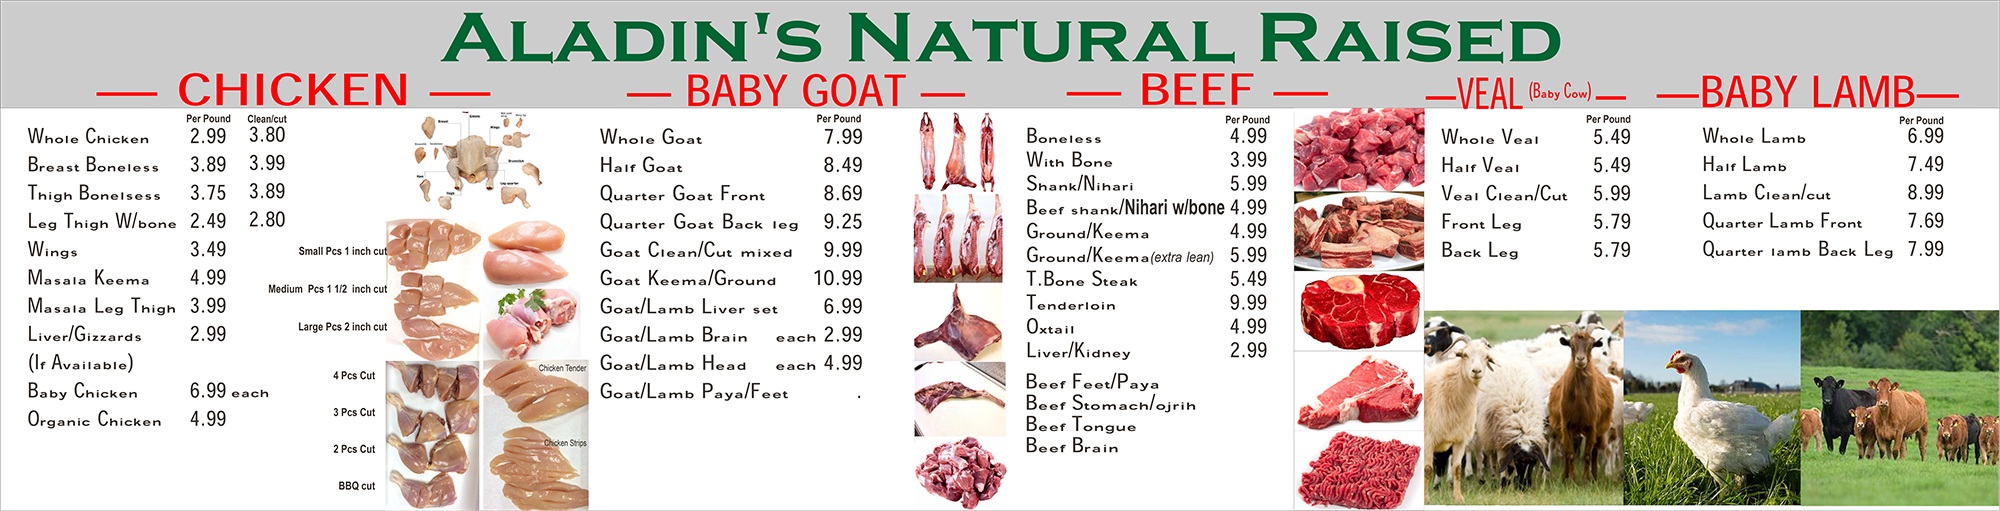 ALADIN'S NATURAL RAISED
CHICKEN
Per Pound Clean/cut
Whole Chicken 2.99 3.80
Breast Boneless 3.89 3.99
Thigh Bonelsess 3.75 3.89
Leg Thigh W/bone 2.49 2.80
Wings 3.49
Masala Keema 4.99
Masala Leg Thigh 3.99
Liver/Gizzards 2.99
(If Available)
Baby Chicken 6.99 each
Organic Chicken 4.99
Small Pcs 1 inch cut
Medium Pcs 1 1/2 inch cut
Large Pcs 2 inch cut
4 Pcs Cut
3 Pcs Cut
2 Pcs Cut
BBQ cut
Breast
Wings
Drumstick
Leg quarter
Thigh
Chicken Tender
Chicken Strips
BABY GOAT
Per Pound
Whole Goat 7.99
Half Goat 8.49
Quarter Goat Front 8.69
Quarter Goat Back leg 9.25
Goat Clean/Cut mixed 9.99
Goat Keema/Ground 10.99
Goat/Lamb Liver set 6.99
Goat/Lamb Brain each 2.99
Goat/Lamb Head each 4.99
Goat/Lamb Paya/Feet .
BEEF
Per Pound
Boneless 4.99
With Bone 3.99
Shank/Nihari 5.99
Beef shank/Nihari w/bone 4.99
Ground/Keema 4.99
Ground/Keema (extra lean) 5.99
T.Bone Steak 5.49
Tenderloin 9.99
Oxtail 4.99
Liver/Kidney 2.99
Beef Feet/Paya
Beef Stomach/ojrih
Beef Tongue
Beef Brain
VEAL (Baby Cow)
Per Pound
Whole Veal 5.49
Half Veal 5.49
Veal Clean/Cut 5.99
Front Leg 5.79
Back Leg 5.79
BABY LAMB
Per Pound
Whole Lamb 6.99
Half Lamb 7.49
Lamb Clean/cut 8.99
Quarter Lamb Front 7.69
Quarter lamb Back Leg 7.99